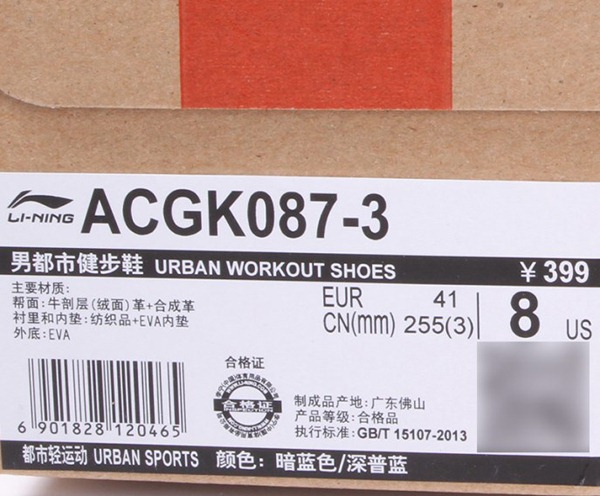 LI-NING ACGK087-3
男都市健步鞋 URBAN WORKOUT SHOES ¥399
主要材质:
帮面:牛剖层(绒面)革+合成革
衬里和内垫:纺织品+EVA内垫
外底:EVA
EUR 41
CN(mm) 255(3)
8 US
合格证
合格证
制成品产地:广东佛山
产品等级:合格品
执行标准:GB/T 15107-2013
6 901828 120465
都市轻运动 URBAN SPORTS 颜色:暗蓝色/深普蓝